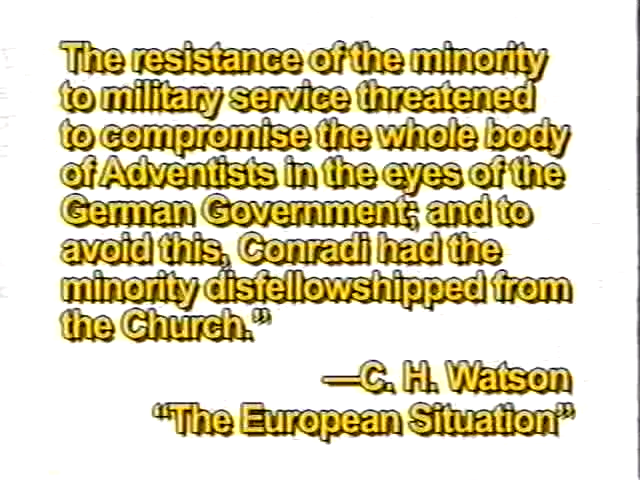 The resistance of the minority
to military service threatened
to compromise the whole body
of Adventists in the eyes of the
German Government; and to
avoid this, Conradi had the
minority disfellowshipped from
the Church.”
—C. H. Watson
“The European Situation”